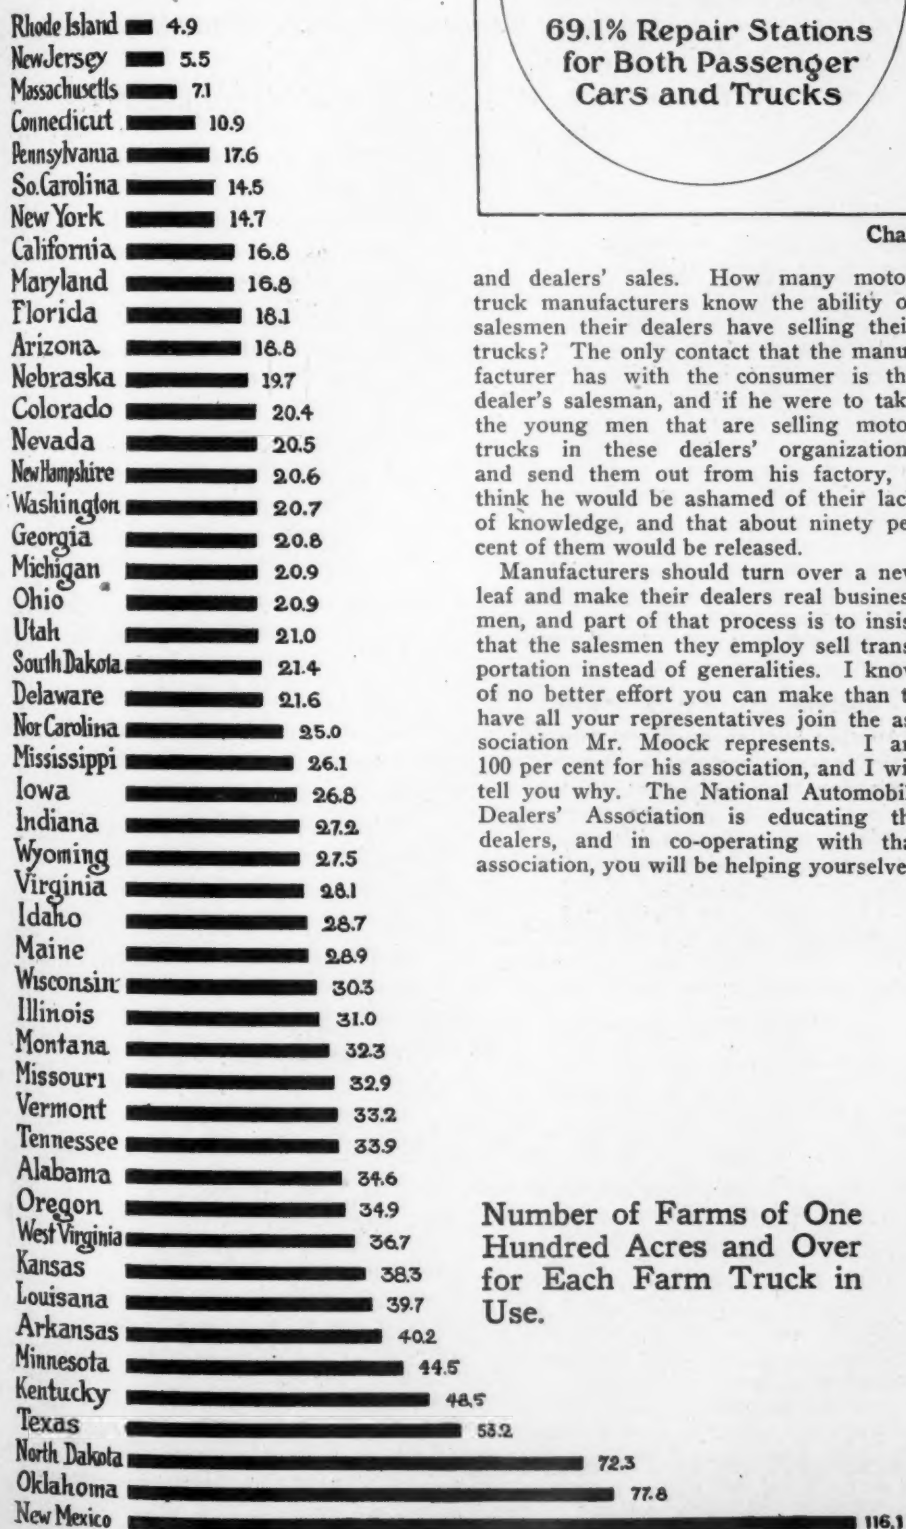 Rhode Island 4.9
New Jersey 5.5
Massachusetts 7.1
Connecticut 10.9
Pennsylvania 17.6
So. Carolina 14.5
New York 14.7
California 16.8
Maryland 16.8
Florida 18.1
Arizona 18.8
Nebraska 19.7
Colorado 20.4
Nevada 20.5
New Hampshire 20.6
Washington 20.7
Georgia 20.8
Michigan 20.9
Ohio 20.9
Utah 21.0
South Dakota 21.4
Delaware 21.6
Nor Carolina 25.0
Mississippi 26.1
Iowa 26.8
Indiana 27.2
Wyoming 27.5
Virginia 28.1
Idaho 28.7
Maine 28.9
Wisconsin 30.3
Illinois 31.0
Montana 32.3
Missouri 32.9
Vermont 33.2
Tennessee 33.9
Alabama 34.6
Oregon 34.9
West Virginia 36.7
Kansas 38.3
Louisana 39.7
Arkansas 40.2
Minnesota 44.5
Kentucky 48.5
Texas 53.2
North Dakota 72.3
Oklahoma 77.8
New Mexico 116.1
69.1% Repair Stations
for Both Passenger
Cars and Trucks
Cha
and dealers' sales. How many moto
truck manufacturers know the ability o
salesmen their dealers have selling thei
trucks? The only contact that the manu
facturer has with the consumer is th
dealer's salesman, and if he were to tak
the young men that are selling moto
trucks in these dealers' organization
and send them out from his factory,
think he would be ashamed of their lac
of knowledge, and that about ninety pe
cent of them would be released.
Manufacturers should turn over a new
leaf and make their dealers real busines
men, and part of that process is to insis
that the salesmen they employ sell trans
portation instead of generalities. I know
of no better effort you can make than t
have all your representatives join the as
sociation Mr. Moock represents. I am
100 per cent for his association, and I wi
tell you why. The National Automobil
Dealers' Association is educating th
dealers, and in co-operating with tha
association, you will be helping yourselve
Number of Farms of One
Hundred Acres and Over
for Each Farm Truck in
Use.